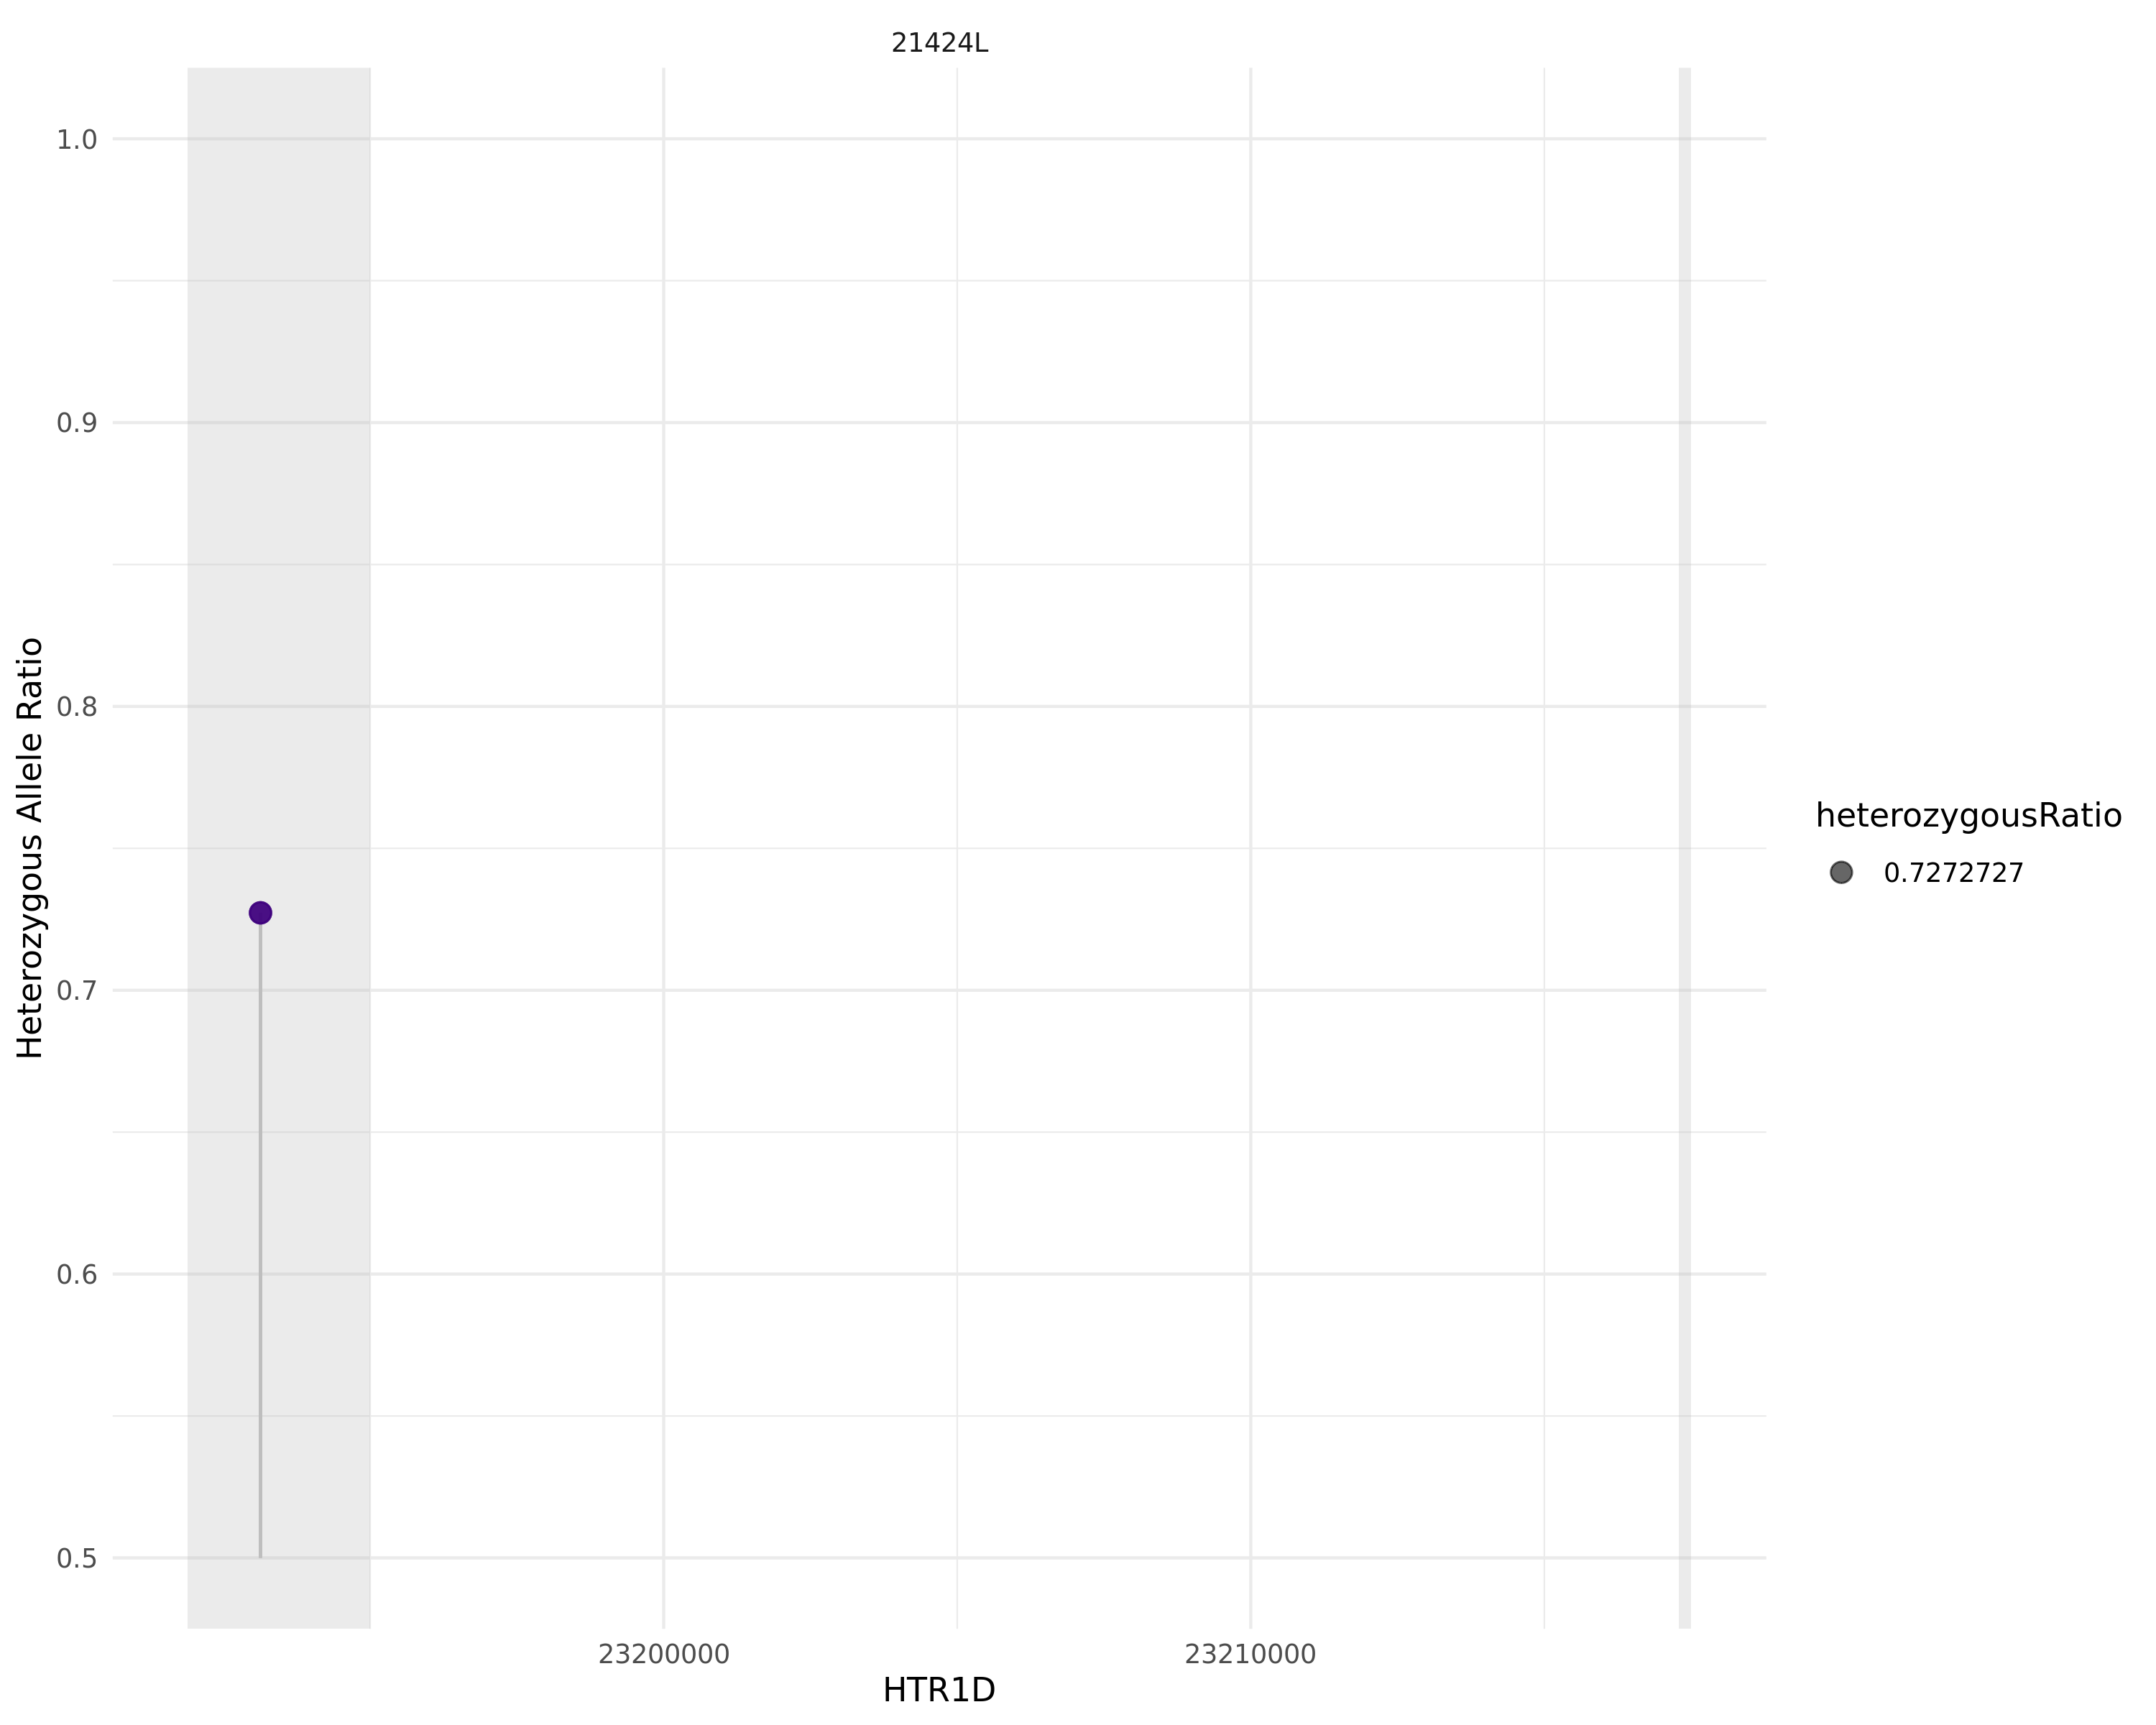 21424L
1.0
0.9
0.8
0.7
0.6
0.5
Heterozygous Allele Ratio
23200000
23210000
HTR1D
heterozygousRatio
0.7272727